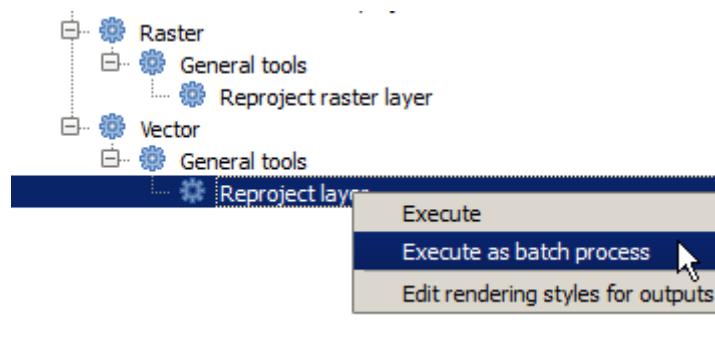 Raster
General tools
Reproject raster layer
Vector
General tools
Reproject layer
Execute
Execute as batch process
Edit rendering styles for outputs